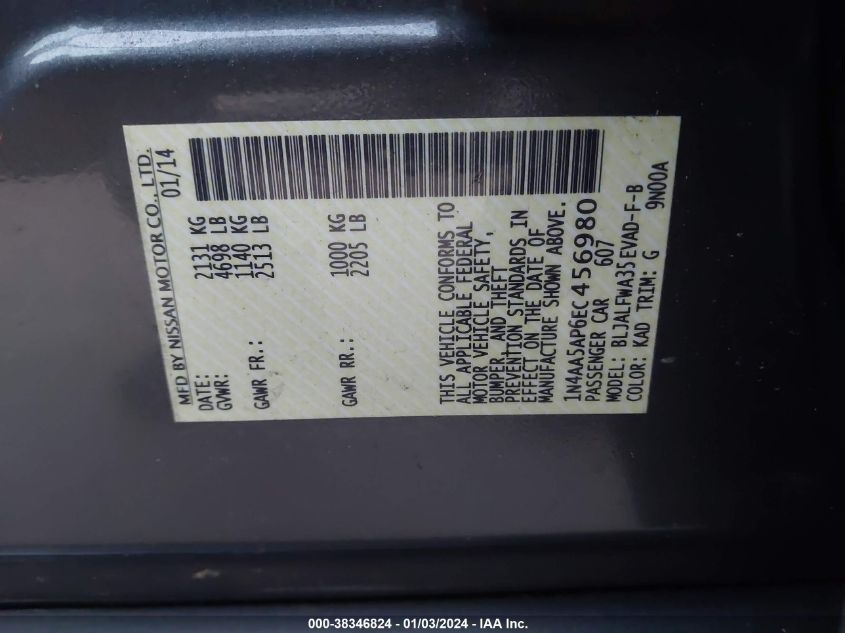 MFD BY NISSAN MOTOR CO., LTD.
DATE: 01/14
GVWR: 2131 KG
4698 LB
GAWR FR.: 1140 KG
2513 LB
GAWR RR.: 1000 KG
2205 LB
THIS VEHICLE CONFORMS TO
ALL APPLICABLE FEDERAL
MOTOR VEHICLE SAFETY,
BUMPER, AND THEFT
PREVENTION STANDARDS IN
EFFECT ON THE DATE OF
MANUFACTURE SHOWN ABOVE.
1N4AA5AP6EC456980
PASSENGER CAR 607
MODEL: BLJALFWA35EVAD-F-B
COLOR: KAD TRIM: G 9N00A
000-38346824 - 01/03/2024 - IAA Inc.